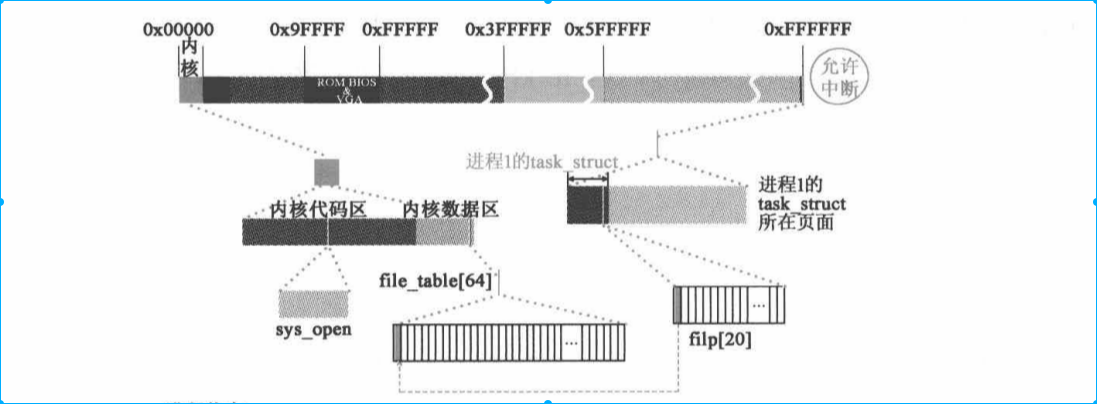 0x00000 0x9FFFF 0xFFFFF 0x3FFFFF 0x5FFFFF 0xFFFFFF
内
核
ROM BIOS
&
VGA
允许
中断
进程1的task_struct
进程1的
task_struct
所在页面
内核代码区 内核数据区
file_table[64]
sys_open
...
...
filp[20]